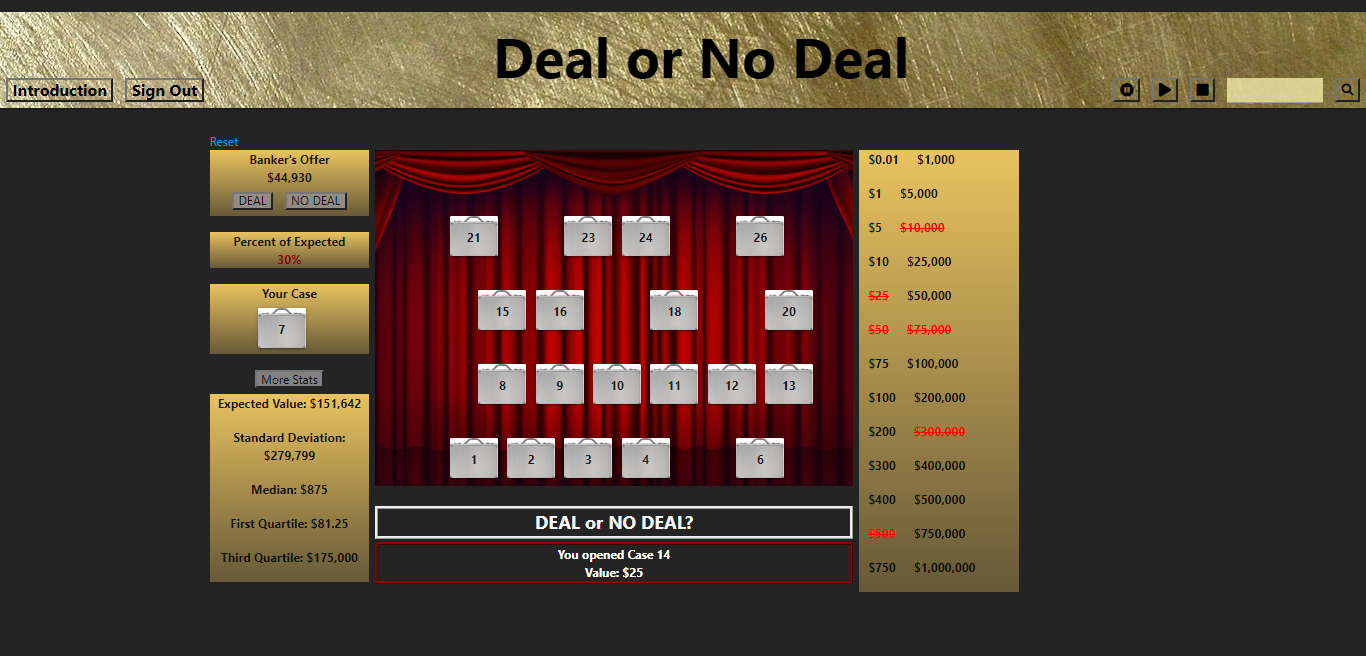 Deal or No Deal
Introduction Sign Out
Reset
Banker's Offer
$44,930
DEAL NO DEAL
Percent of Expected
30%
Your Case
7
More Stats
Expected Value: $151,642
Standard Deviation:
$279,799
Median: $875
First Quartile: $81.25
Third Quartile: $175,000
21 23 24 26
15 16 18 20
8 9 10 11 12 13
1 2 3 4 6
DEAL or NO DEAL?
You opened Case 14
Value: $25
$0.01 $1,000
$1 $5,000
$5 $10,000
$10 $25,000
$25 $50,000
$50 $75,000
$75 $100,000
$100 $200,000
$200 $300,000
$300 $400,000
$400 $500,000
$500 $750,000
$750 $1,000,000